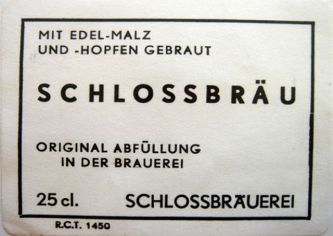 MIT EDEL-MALZ
UND -HOPFEN GEBRAUT
SCHLOSSBRÄU
ORIGINAL ABFÜLLUNG
IN DER BRAUEREI
25 cl. SCHLOSSBRÄUEREI
R.C.T. 1450